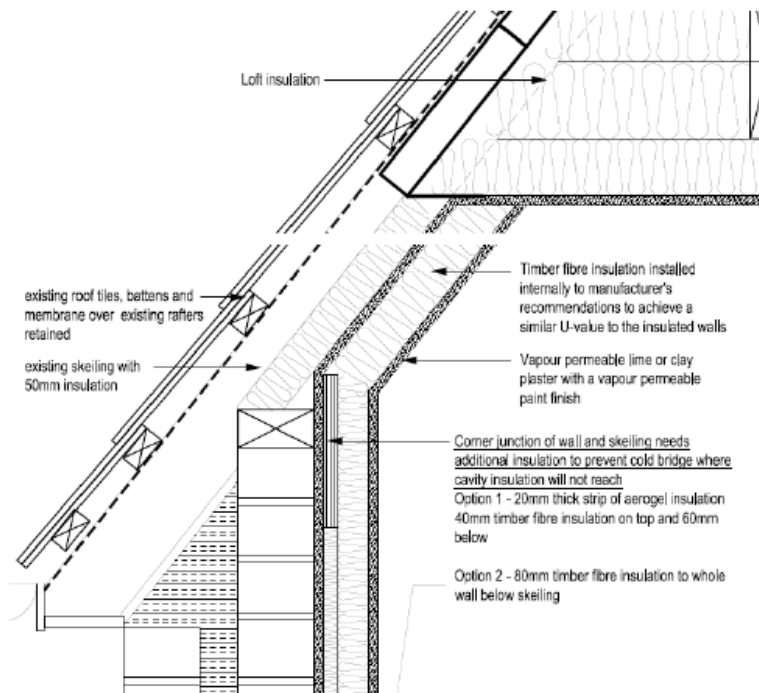 Loft insulation
existing roof tiles, battens and
membrane over existing rafters
retained
existing skeiling with
50mm insulation
Timber fibre insulation installed
internally to manufacturer's
recommendations to achieve a
similar U-value to the insulated walls
Vapour permeable lime or clay
plaster with a vapour permeable
paint finish
Corner junction of wall and skeiling needs
additional insulation to prevent cold bridge where
cavity insulation will not reach
Option 1 - 20mm thick strip of aerogel insulation
40mm timber fibre insulation on top and 60mm
below
Option 2 - 80mm timber fibre insulation to whole
wall below skeiling